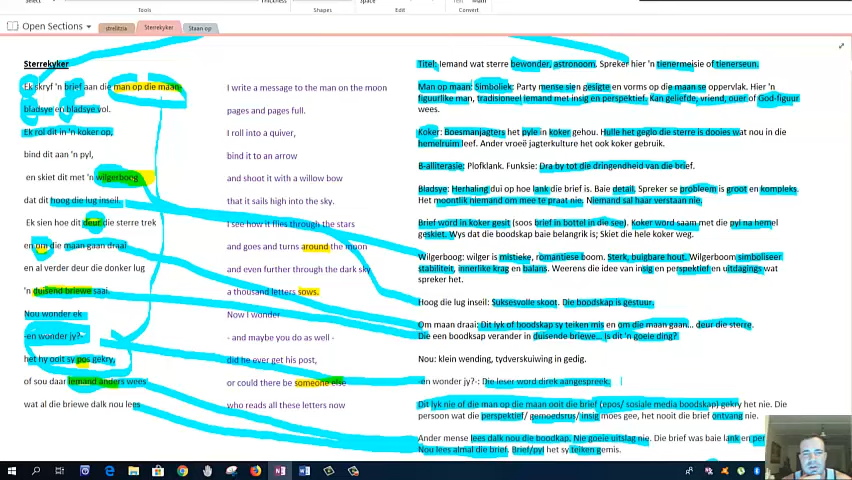 Select
Tools
Thickness
Shapes
Space
Edit
Math
Convert
Open Sections
strelitzia
Sterrekyker
Staan op
Sterrekyker
Ek skryf 'n brief aan die man op die maan-
bladsye en bladsye vol.
Ek rol dit in 'n koker op,
bind dit aan 'n pyl,
en skiet dit met 'n wilgerboog
dat dit hoog die lug inseil.
Ek sien hoe dit deur die sterre trek
en om die maan gaan draai
en al verder deur die donker lug
'n duisend briewe saai.
Nou wonder ek
-en wonder jy?-
het hy ooit sy pos gekry,
of sou daar iemand anders wees
wat al die briewe dalk nou lees
I write a message to the man on the moon
pages and pages full.
I roll into a quiver,
bind it to an arrow
and shoot it with a willow bow
that it sails high into the sky.
I see how it flies through the stars
and goes and turns around the moon
and even further through the dark sky
a thousand letters sows.
Now I wonder
- and maybe you do as well -
did he ever get his post,
or could there be someone else
who reads all these letters now
Titel: Iemand wat sterre bewonder, astronoom. Spreker hier 'n tienermeisie of tienerseun.
Man op maan: Simboliek: Party mense sien gesigte en vorms op die maan se oppervlak. Hier 'n
figuurlike man, tradisioneel iemand met insig en perspektief. Kan geliefde, vriend, ouer of God-figuur
wees.
Koker: Boesmanjagters het pyle in koker gehou. Hulle het geglo die sterre is dooies wat nou in die
hemelruim leef. Ander vroeë jagterkulture het ook koker gebruik.
B-alliterasie: Plofklank. Funksie: Dra by tot die dringendheid van die brief.
Bladsye: Herhaling dui op hoe lank die brief is. Baie detail. Spreker se probleem is groot en kompleks.
Het moontlik niemand om mee te praat nie. Niemand sal haar verstaan nie.
Brief word in koker gesit (soos brief in bottel in die see). Koker word saam met die pyl na hemel
geskiet. Wys dat die boodskap baie belangrik is; Skiet die hele koker weg.
Wilgerboog: wilger is mistieke, romantiese boom. Sterk, buigbare hout. Wilgerboom simboliseer
stabiliteit, innerlike krag en balans. Weerens die idee van insig en perspektief en uitdagings wat
spreker het.
Hoog die lug inseil: Suksesvolle skoot. Die boodskap is gestuur.
Om maan draai: Dit lyk of boodskap sy teiken mis en om die maan gaan... deur die sterre.
Die een boodksap verander in duisende briewe... Is dit 'n goeie ding?
Nou: klein wending, tydverskuiwing in gedig.
-en wonder jy?-: Die leser word direk aangespreek.
Dit lyk nie of die man op die maan ooit die brief (epos/ sosiale media boodskap) gekry het nie. Die
persoon wat die perspektief/ gemoedsrus/ insig moes gee, het nooit die brief ontvang nie.
Ander mense lees dalk nou die boodkap. Nie goeie uitslag nie. Die brief was baie lank en per
Nou lees almal die brief. Brief/pyl het sy teiken gemis.